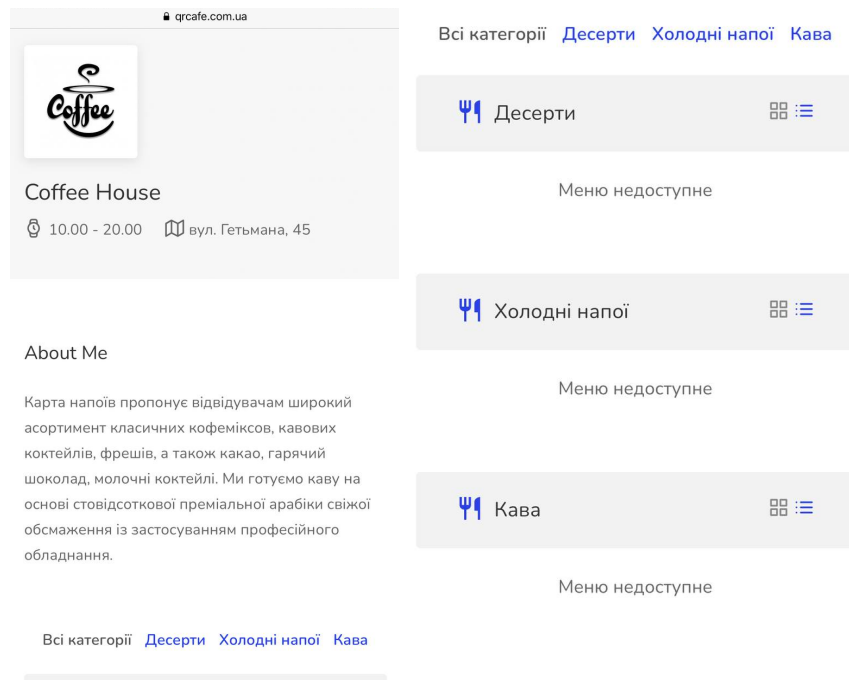 qrcafe.com.ua
Coffee
Coffee House
10.00 - 20.00 вул. Гетьмана, 45
About Me
Карта напоїв пропонує відвідувачам широкий
асортимент класичних кофеміксов, кавових
коктейлів, фрешів, а також какао, гарячий
шоколад, молочні коктейлі. Ми готуємо каву на
основі стовідсоткової преміальної арабіки свіжої
обсмаження із застосуванням професійного
обладнання.
Всі категорії Десерти Холодні напої Кава
Всі категорії Десерти Холодні напої Кава
Десерти
Меню недоступне
Холодні напої
Меню недоступне
Кава
Меню недоступне